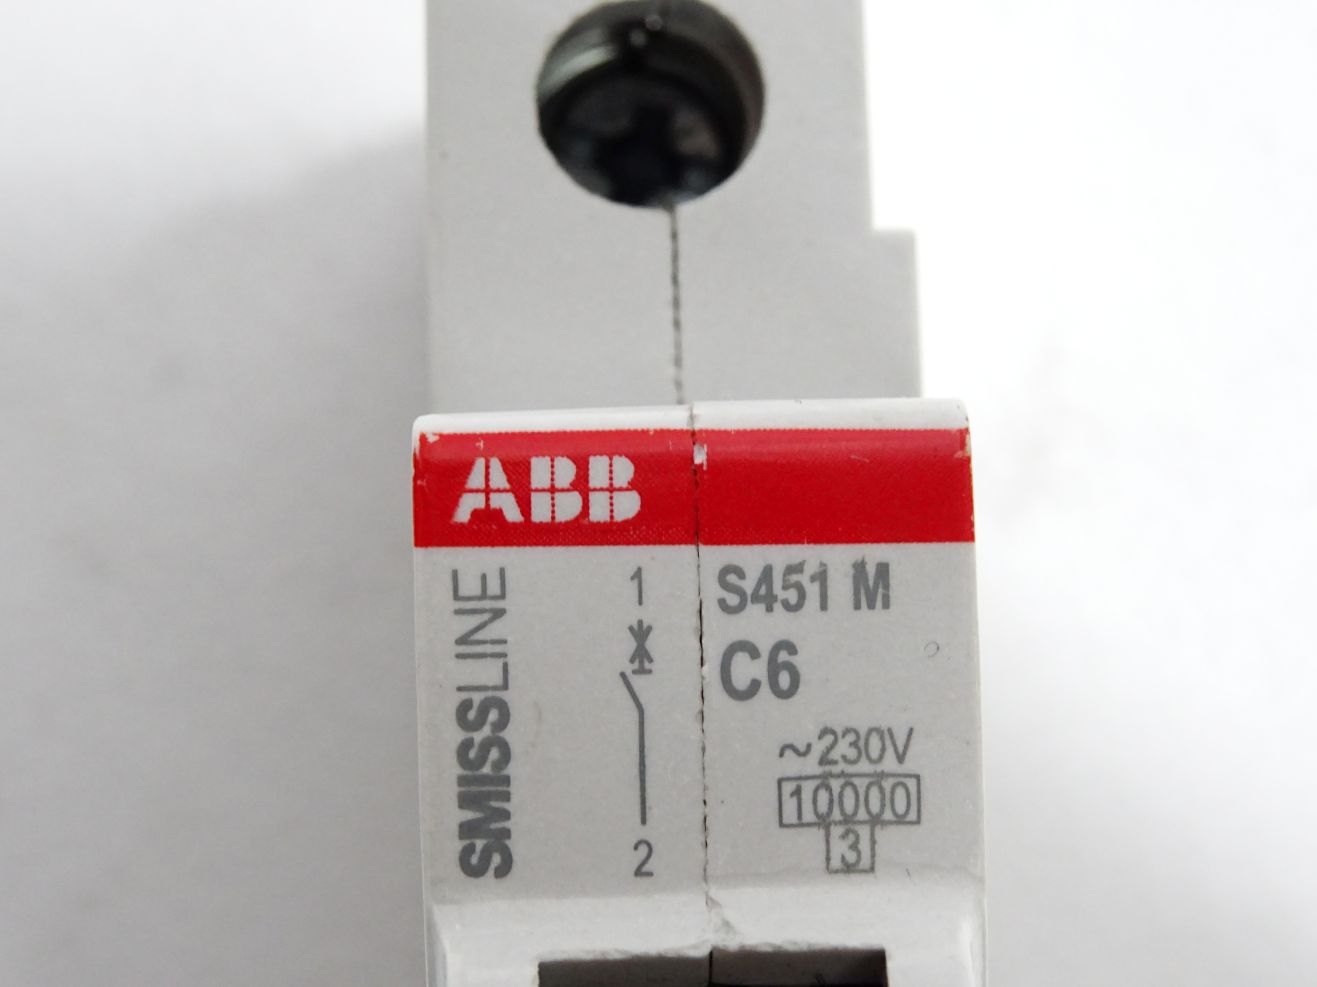 ABB
SMISSLINE
1
2
S451 M
C6
~230V
10000
3